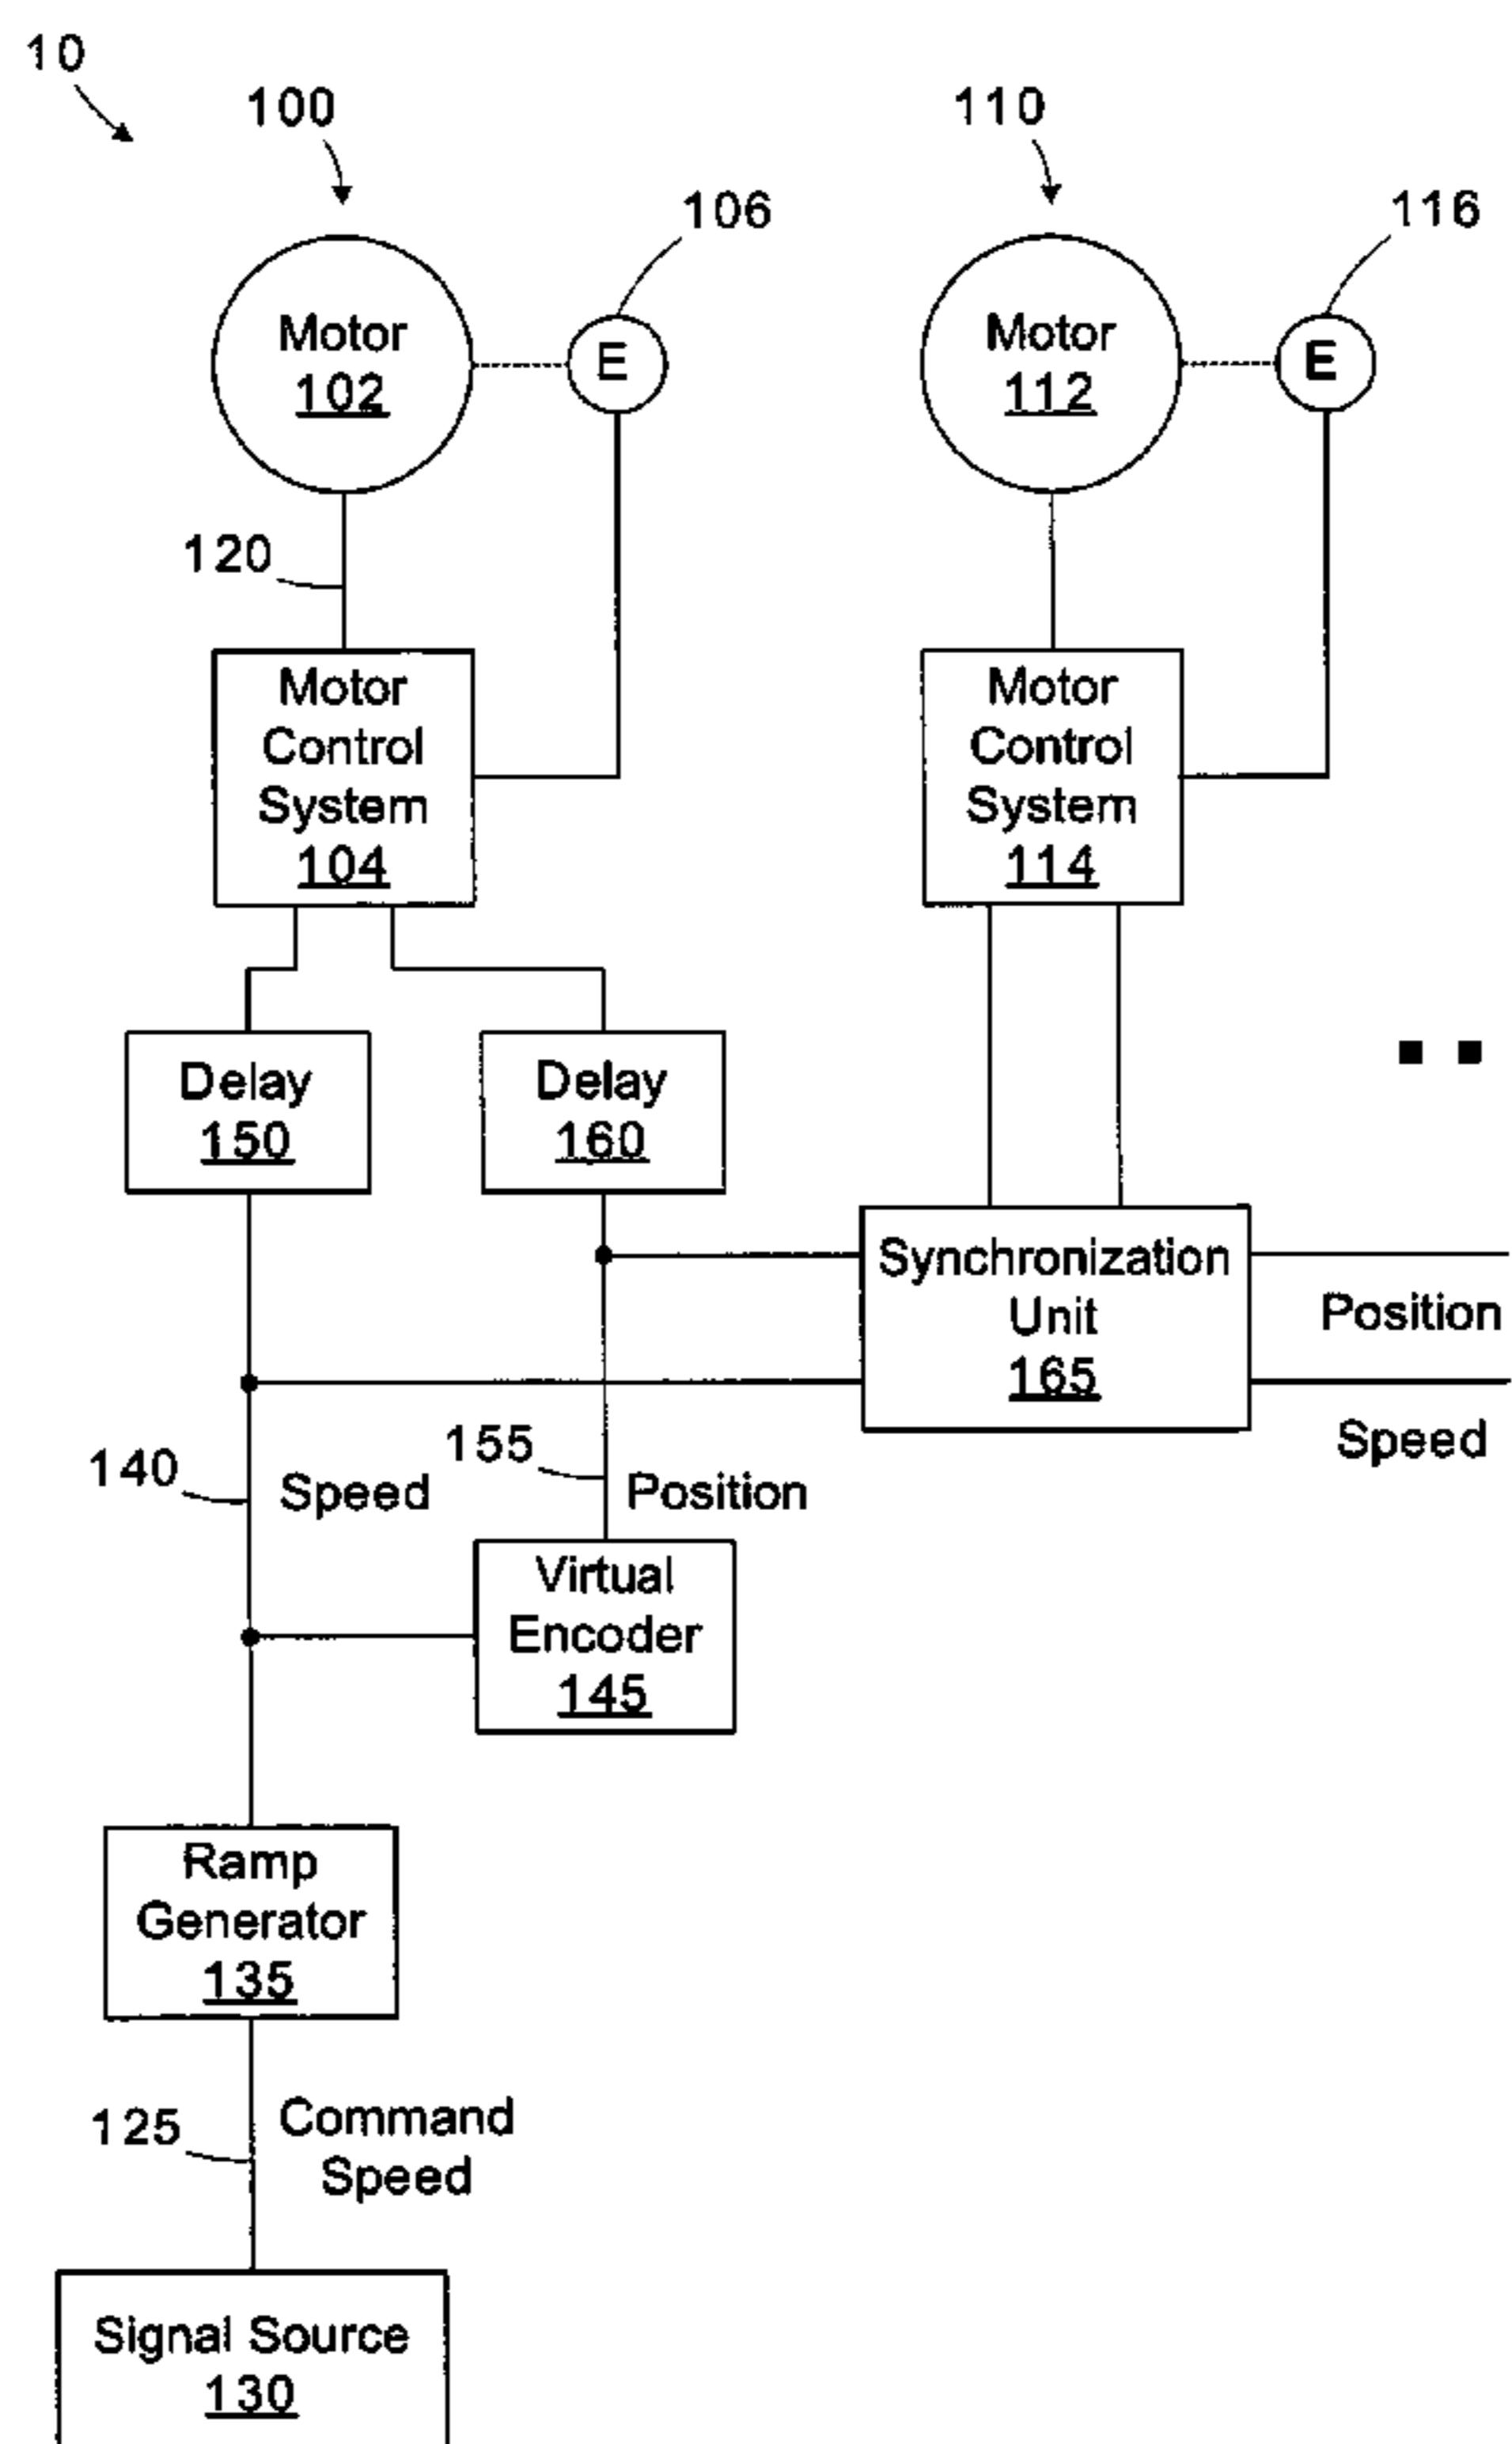 10
100
110
106
116
Motor
102
E
Motor
112
E
120
Motor
Control
System
104
Motor
Control
System
114
Delay
150
Delay
160
Synchronization
Unit
165
Position
Speed
140
Speed
155
Position
Virtual
Encoder
145
Ramp
Generator
135
125
Command
Speed
Signal Source
130